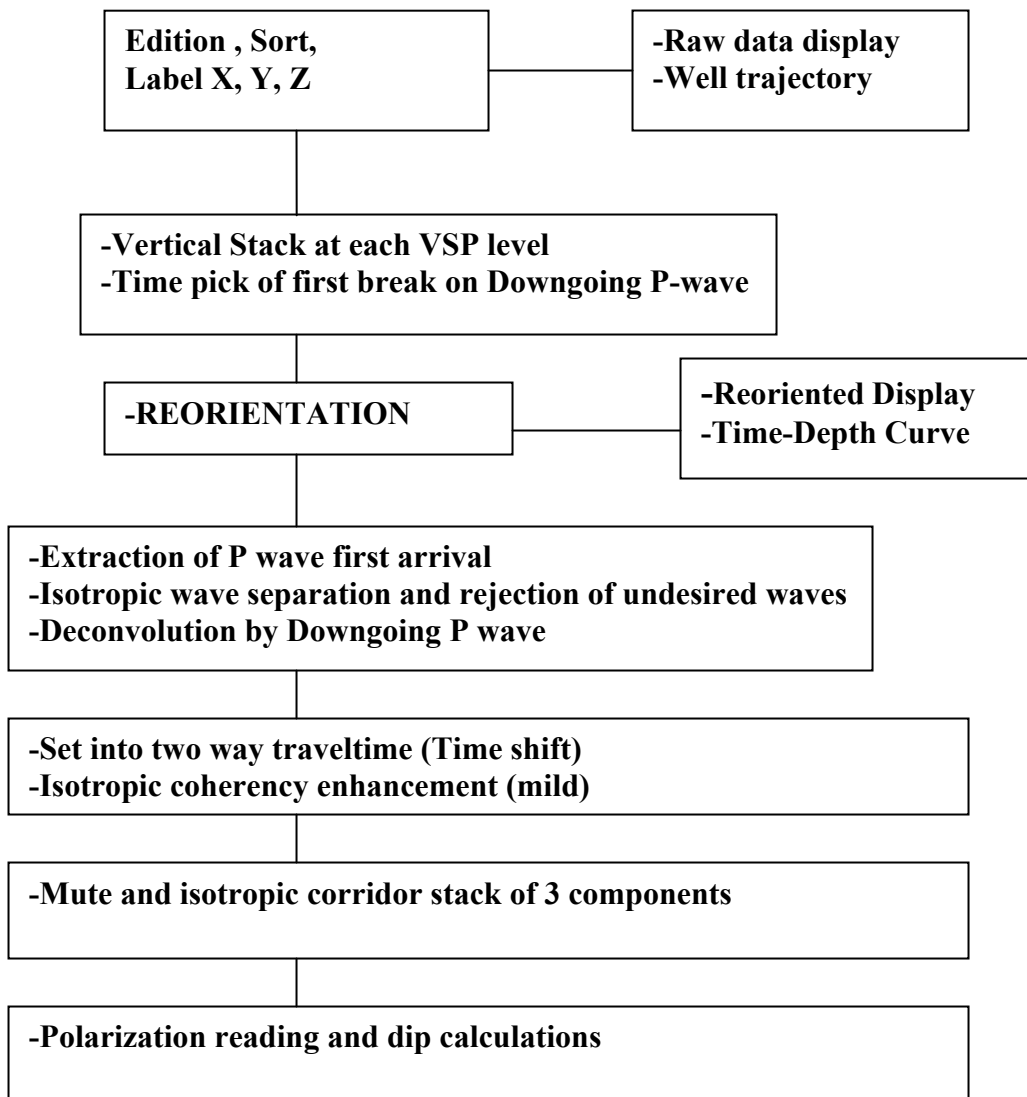 Edition , Sort,
Label X, Y, Z
-Raw data display
-Well trajectory
-Vertical Stack at each VSP level
-Time pick of first break on Downgoing P-wave
-REORIENTATION
-Reoriented Display
-Time-Depth Curve
-Extraction of P wave first arrival
-Isotropic wave separation and rejection of undesired waves
-Deconvolution by Downgoing P wave
-Set into two way traveltime (Time shift)
-Isotropic coherency enhancement (mild)
-Mute and isotropic corridor stack of 3 components
-Polarization reading and dip calculations